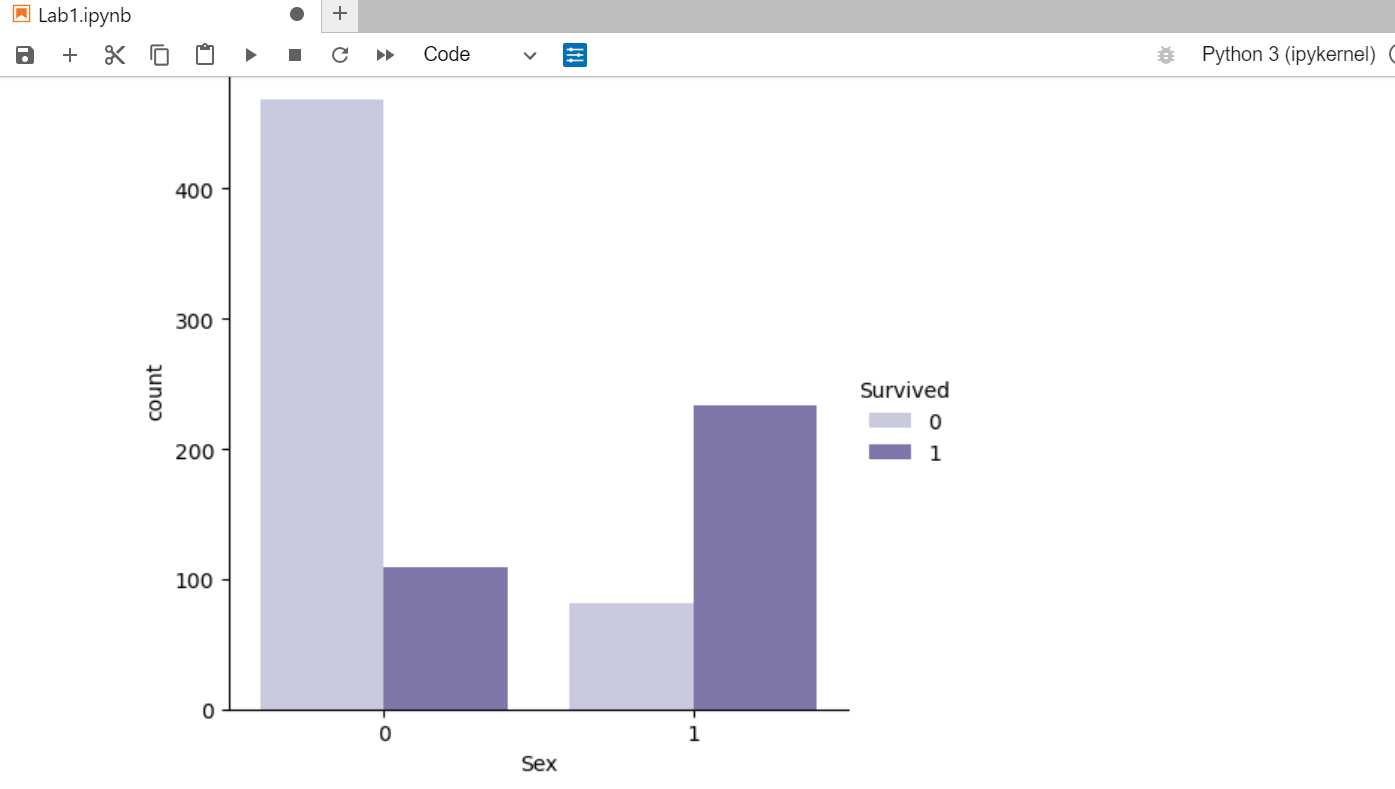 Lab1.ipynb
+
Code
Python 3 (ipykernel)
400
300
200
100
0
count
0
1
Sex
Survived
0
1